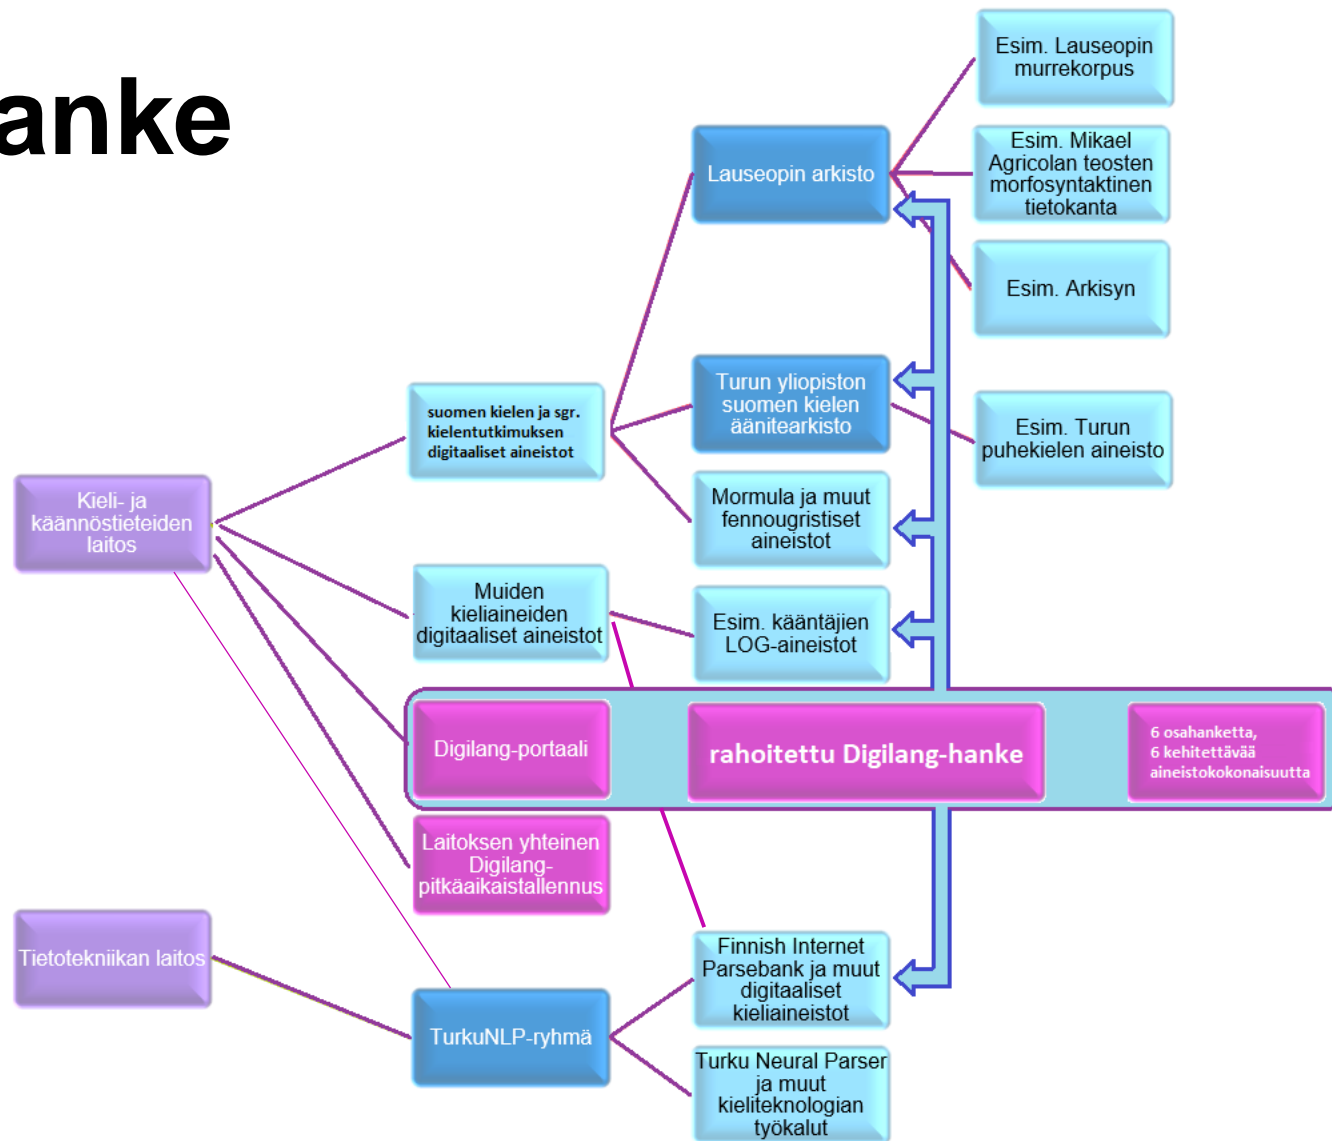 anke
Esim. Lauseopin
murrekorpus
Lauseopin arkisto
Esim. Mikael
Agricolan teosten
morfosyntaktinen
tietokanta
Esim. Arkisyn
suomen kielen ja sgr.
kielentutkimuksen
digitaaliset aineistot
Turun yliopiston
suomen kielen
äänitearkisto
Esim. Turun
puhekielen aineisto
Kieli- ja
käännöstieteiden
laitos
Mormula ja muut
fennougristiset
aineistot
Muiden
kieliaineiden
digitaaliset aineistot
Esim. kääntäjien
LOG-aineistot
Digilang-portaali
rahoitettu Digilang-hanke
6 osahanketta,
6 kehitettävää
aineistokokonaisuutta
Laitoksen yhteinen
Digilang-
pitkäaikaistallennus
Tietotekniikan laitos
Finnish Internet
Parsebank ja muut
digitaaliset
kieliaineistot
TurkuNLP-ryhmä
Turku Neural Parser
ja muut
kieliteknologian
työkalut